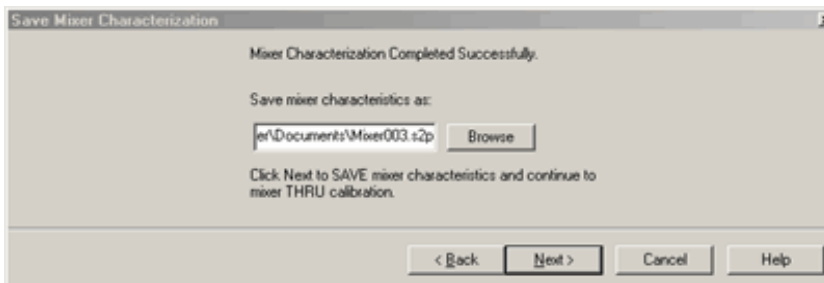 Save Mixer Characterization
Mixer Characterization Completed Successfully.
Save mixer characteristics as:
er\Documents\Mixer003.s2p
Browse
Click Next to SAVE mixer characteristics and continue to
mixer THRU calibration.
< Back
Next >
Cancel
Help